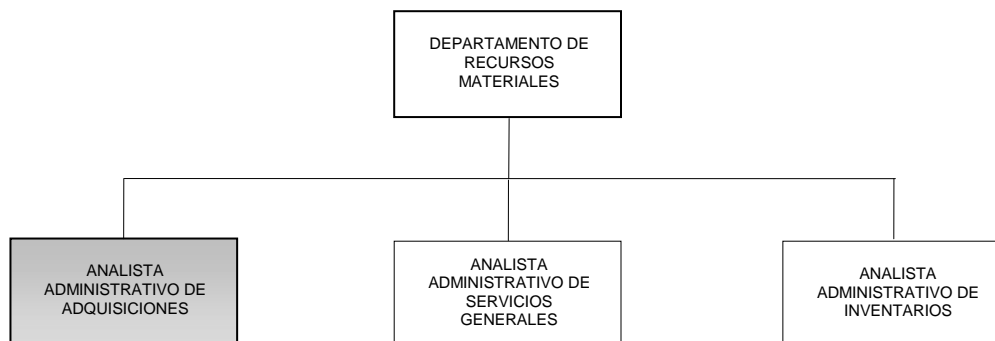 DEPARTAMENTO DE
RECURSOS
MATERIALES
ANALISTA
ADMINISTRATIVO DE
ADQUISICIONES
ANALISTA
ADMINISTRATIVO DE
SERVICIOS
GENERALES
ANALISTA
ADMINISTRATIVO DE
INVENTARIOS